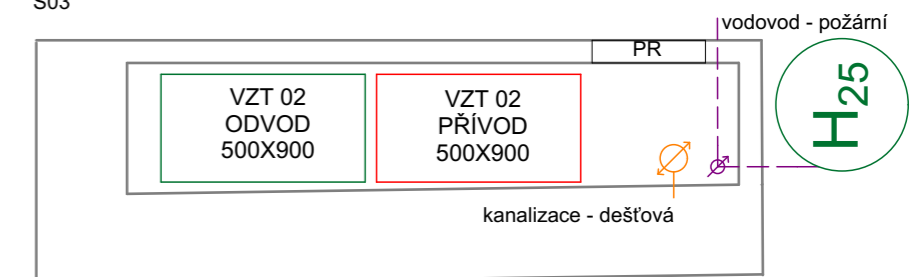 S03
vodovod - požární
PR
H25
VZT 02
ODVOD
500X900
VZT 02
PŘÍVOD
500X900
kanalizace - dešťová